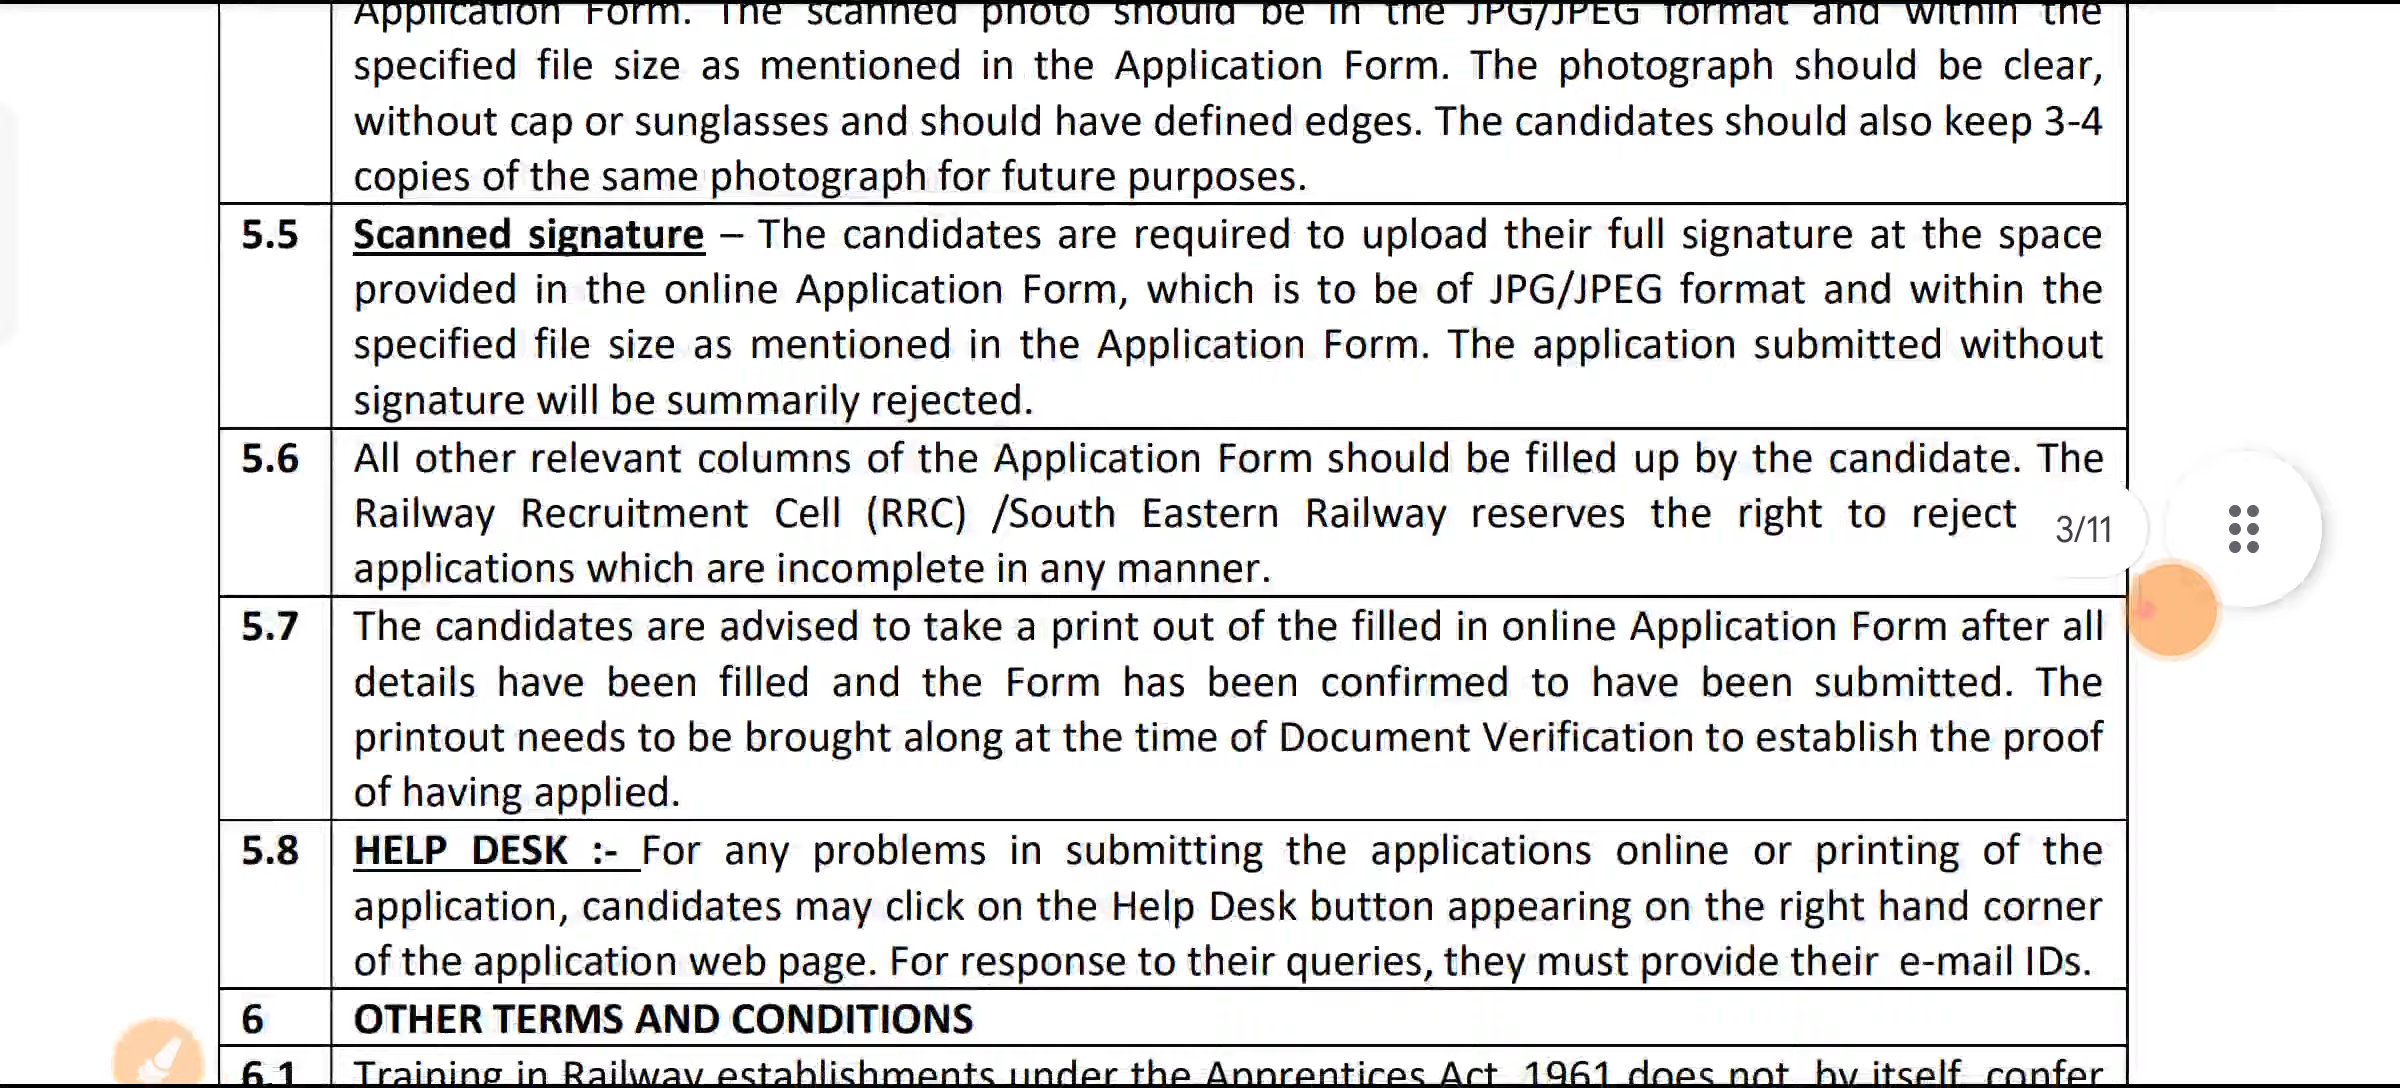 Application Form. The scanned photo should be in the JPG/JPEG format and within the
specified file size as mentioned in the Application Form. The photograph should be clear,
without cap or sunglasses and should have defined edges. The candidates should also keep 3-4
copies of the same photograph for future purposes.
5.5 Scanned signature – The candidates are required to upload their full signature at the space
provided in the online Application Form, which is to be of JPG/JPEG format and within the
specified file size as mentioned in the Application Form. The application submitted without
signature will be summarily rejected.
5.6 All other relevant columns of the Application Form should be filled up by the candidate. The
Railway Recruitment Cell (RRC) /South Eastern Railway reserves the right to reject
3/11
applications which are incomplete in any manner.
5.7 The candidates are advised to take a print out of the filled in online Application Form after all
details have been filled and the Form has been confirmed to have been submitted. The
printout needs to be brought along at the time of Document Verification to establish the proof
of having applied.
5.8 HELP DESK :- For any problems in submitting the applications online or printing of the
application, candidates may click on the Help Desk button appearing on the right hand corner
of the application web page. For response to their queries, they must provide their e-mail IDs.
6 OTHER TERMS AND CONDITIONS
6.1 Training in Railway establishments under the Apprentices Act 1961 does not by itself confer